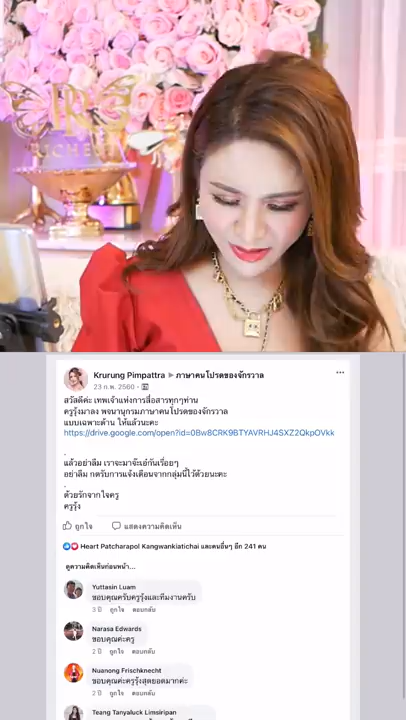 RICHES
Krurung Pimpattra ▶ ภาษาคนโปรดของจักรวาล
23 ก.พ. 2560 ·
สวัสดีค่ะ เทพเจ้าแห่งการสื่อสารทุกๆท่าน
ครูรุ้งมาลง พจนานุกรมภาษาคนโปรดของจักรวาล
แบบเฉพาะด้าน ให้แล้วนะคะ
https://drive.google.com/open?id=0Bw8CRK9BTYAVRHJ4SXZ2QkpOVkk
.
แล้วอย่าลืม เราจะมาจ๊ะเอ๋กันเรื่อยๆ
อย่าลืม กดรับการแจ้งเตือนจากกลุ่มนี้ไว้ด้วยนะคะ
.
ด้วยรักจากใจครู
ครูรุ้ง
ถูกใจ แสดงความคิดเห็น
Heart Patcharapol Kangwankiatichai และคนอื่นๆ อีก 241 คน
ดูความคิดเห็นก่อนหน้า...
Yuttasin Luam
ขอบคุณครับครูรุ้งและทีมงานครับ
3 ปี ถูกใจ ตอบกลับ
Narasa Edwards
ขอบคุณค่ะครู
2 ปี ถูกใจ ตอบกลับ
Nuanong Frischknecht
ขอบคุณค่ะครูรุ้งสุดยอดมากค่ะ
2 ปี ถูกใจ ตอบกลับ
Teang Tanyaluck Limsiripan